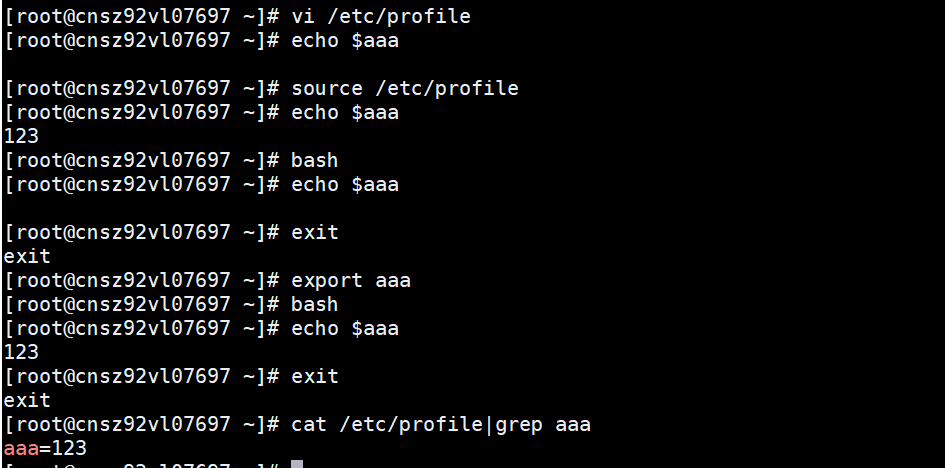 [root@cnsz92vl07697 ~]# vi /etc/profile
[root@cnsz92vl07697 ~]# echo $aaa
[root@cnsz92vl07697 ~]# source /etc/profile
[root@cnsz92vl07697 ~]# echo $aaa
123
[root@cnsz92vl07697 ~]# bash
[root@cnsz92vl07697 ~]# echo $aaa
[root@cnsz92vl07697 ~]# exit
exit
[root@cnsz92vl07697 ~]# export aaa
[root@cnsz92vl07697 ~]# bash
[root@cnsz92vl07697 ~]# echo $aaa
123
[root@cnsz92vl07697 ~]# exit
exit
[root@cnsz92vl07697 ~]# cat /etc/profile|grep aaa
aaa=123
[root@cnsz92vl07697 ~]#